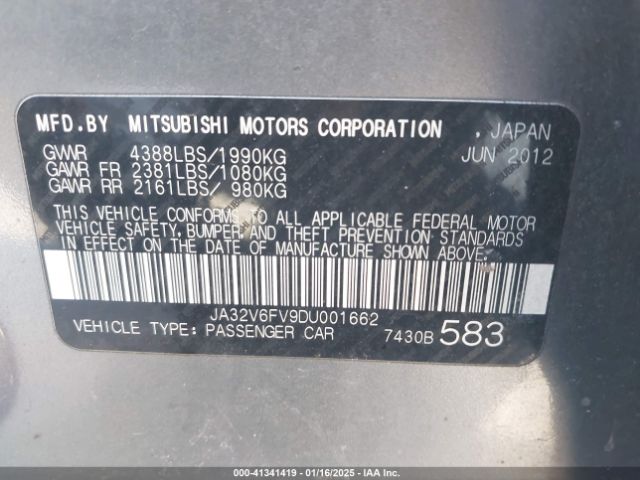 MFD.BY MITSUBISHI MOTORS CORPORATION , JAPAN
GVWR 4388LBS/1990KG JUN 2012
GAWR FR 2381LBS/1080KG
GAWR RR 2161LBS/ 980KG
THIS VEHICLE CONFORMS TO ALL APPLICABLE FEDERAL MOTOR
VEHICLE SAFETY, BUMPER AND THEFT PREVENTION STANDARDS
IN EFFECT ON THE DATE OF MANUFACTURE SHOWN ABOVE.
JA32V6FV9DU001662
VEHICLE TYPE: PASSENGER CAR 7430B 583
000-41341419 - 01/16/2025 - IAA, Inc.